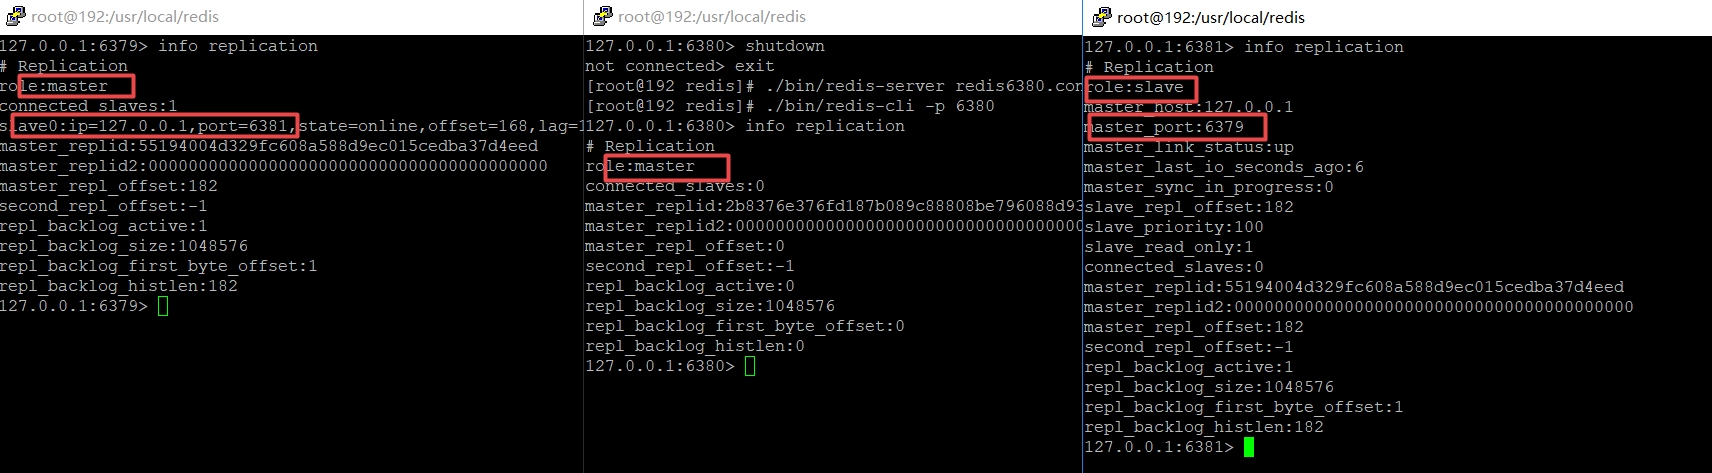 root@192:/usr/local/redis
127.0.0.1:6379> info replication
# Replication
role:master
connected_slaves:1
slave0:ip=127.0.0.1,port=6381,state=online,offset=168,lag=1
master_replid:55194004d329fc608a588d9ec015cedba37d4eed
master_replid2:0000000000000000000000000000000000000000
master_repl_offset:182
second_repl_offset:-1
repl_backlog_active:1
repl_backlog_size:1048576
repl_backlog_first_byte_offset:1
repl_backlog_histlen:182
127.0.0.1:6379>
root@192:/usr/local/redis
127.0.0.1:6380> shutdown
not connected> exit
[root@192 redis]# ./bin/redis-server redis6380.con
[root@192 redis]# ./bin/redis-cli -p 6380
127.0.0.1:6380> info replication
# Replication
role:master
connected_slaves:0
master_replid:2b8376e376fd187b089c88808be796088d93
master_replid2:00000000000000000000000000000000000
master_repl_offset:0
second_repl_offset:-1
repl_backlog_active:0
repl_backlog_size:1048576
repl_backlog_first_byte_offset:0
repl_backlog_histlen:0
127.0.0.1:6380>
root@192:/usr/local/redis
127.0.0.1:6381> info replication
# Replication
role:slave
master_host:127.0.0.1
master_port:6379
master_link_status:up
master_last_io_seconds_ago:6
master_sync_in_progress:0
slave_repl_offset:182
slave_priority:100
slave_read_only:1
connected_slaves:0
master_replid:55194004d329fc608a588d9ec015cedba37d4eed
master_replid2:0000000000000000000000000000000000000000
master_repl_offset:182
second_repl_offset:-1
repl_backlog_active:1
repl_backlog_size:1048576
repl_backlog_first_byte_offset:1
repl_backlog_histlen:182
127.0.0.1:6381>